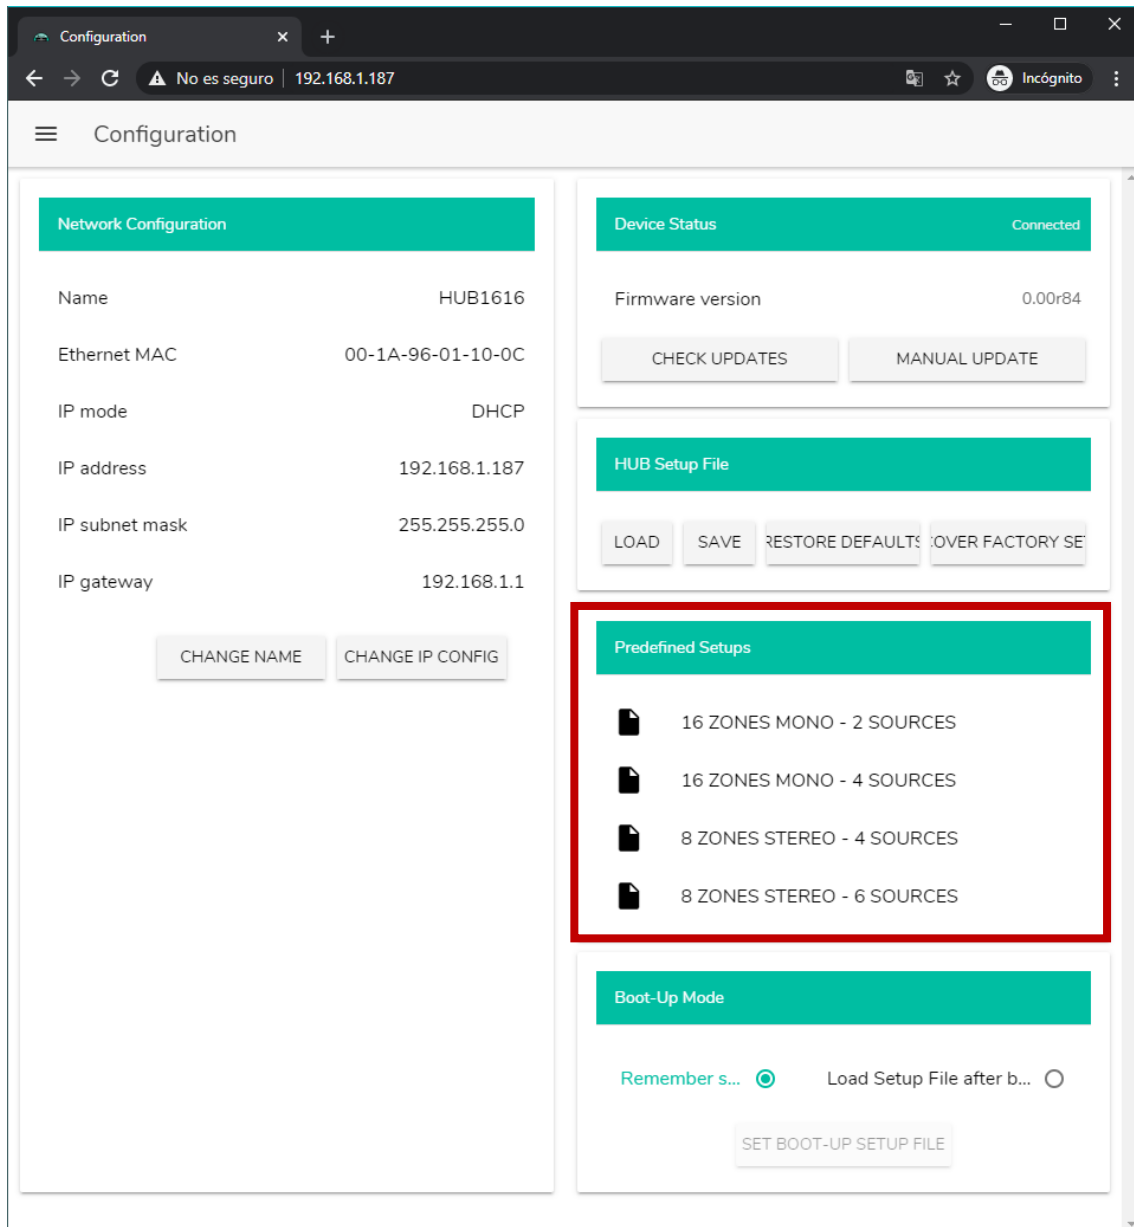 Configuration
No es seguro | 192.168.1.187
Incógnito
Configuration
Network Configuration
Name HUB1616
Ethernet MAC 00-1A-96-01-10-0C
IP mode DHCP
IP address 192.168.1.187
IP subnet mask 255.255.255.0
IP gateway 192.168.1.1
CHANGE NAME CHANGE IP CONFIG
Device Status Connected
Firmware version 0.00r84
CHECK UPDATES MANUAL UPDATE
HUB Setup File
LOAD SAVE RESTORE DEFAULTS COVER FACTORY SE
Predefined Setups
16 ZONES MONO - 2 SOURCES
16 ZONES MONO - 4 SOURCES
8 ZONES STEREO - 4 SOURCES
8 ZONES STEREO - 6 SOURCES
Boot-Up Mode
Remember s... Load Setup File after b...
SET BOOT-UP SETUP FILE